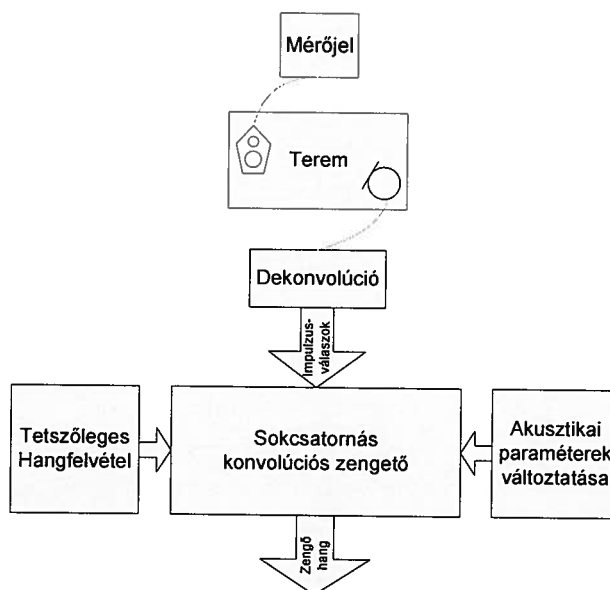 Mérőjel
Terem
Dekonvolúció
Impulzus-
válaszok
Tetszőleges
Hangfelvétel
Sokcsatornás
konvolúciós zengető
Akusztikai
paraméterek
változtatása
Zengő
hang